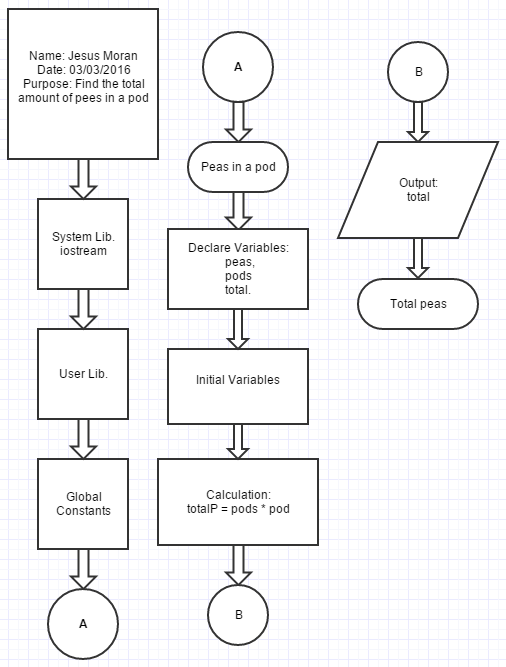 Name: Jesus Moran
Date: 03/03/2016
Purpose: Find the total
amount of pees in a pod
System Lib.
iostream
User Lib.
Global
Constants
A
A
Peas in a pod
Declare Variables:
peas,
pods
total.
Initial Variables
Calculation:
totalP = pods * pod
B
B
Output:
total
Total peas